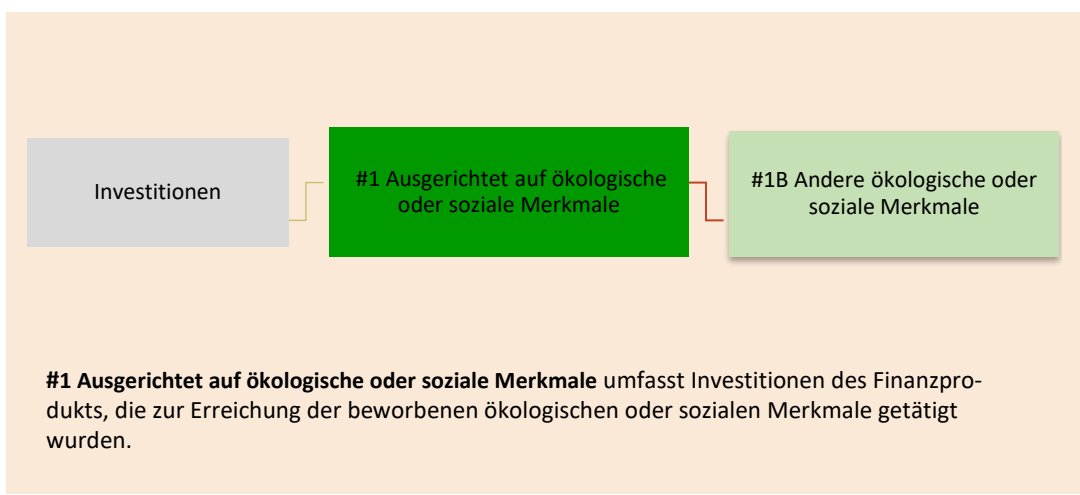 Investitionen
#1 Ausgerichtet auf ökologische
oder soziale Merkmale
#1B Andere ökologische oder
soziale Merkmale
#1 Ausgerichtet auf ökologische oder soziale Merkmale umfasst Investitionen des Finanzpro-
dukts, die zur Erreichung der beworbenen ökologischen oder sozialen Merkmale getätigt
wurden.